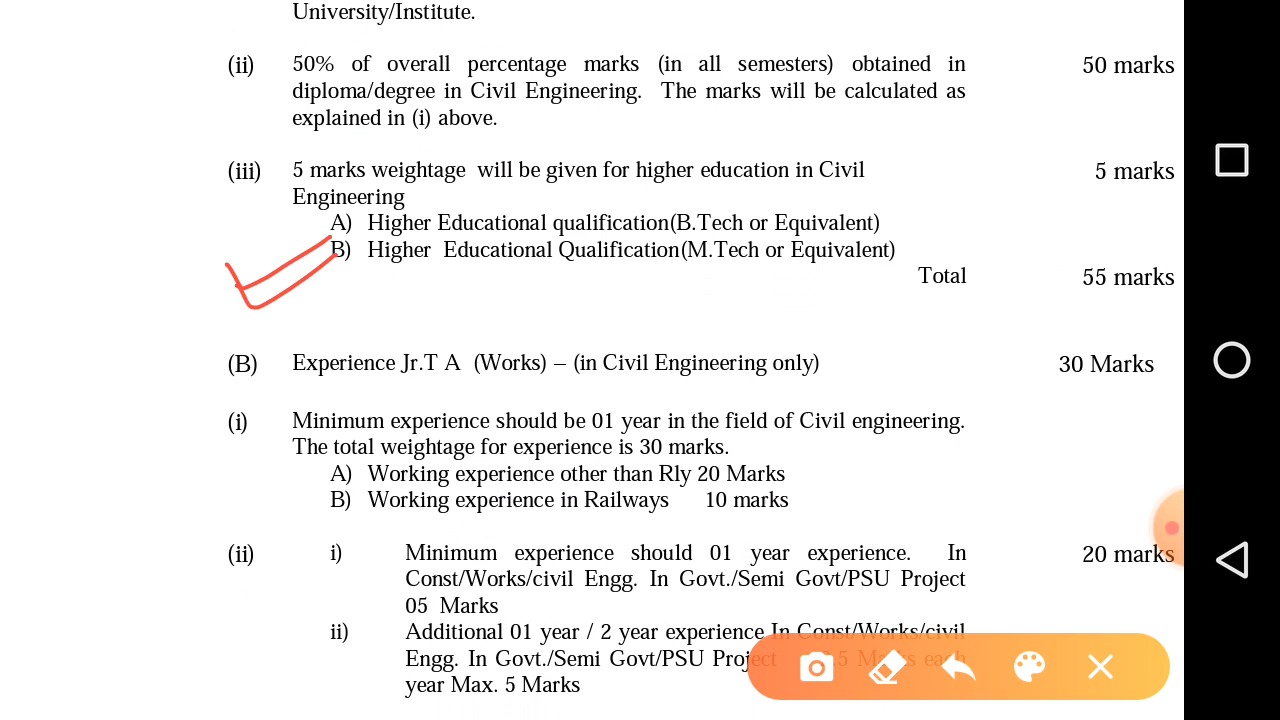 University/Institute.
(ii) 50% of overall percentage marks (in all semesters) obtained in 50 marks
diploma/degree in Civil Engineering. The marks will be calculated as
explained in (i) above.
(iii) 5 marks weightage will be given for higher education in Civil 5 marks
Engineering
A) Higher Educational qualification(B.Tech or Equivalent)
B) Higher Educational Qualification(M.Tech or Equivalent)
Total 55 marks
(B) Experience Jr.T A (Works) – (in Civil Engineering only) 30 Marks
(i) Minimum experience should be 01 year in the field of Civil engineering.
The total weightage for experience is 30 marks.
A) Working experience other than Rly 20 Marks
B) Working experience in Railways 10 marks
(ii) i) Minimum experience should 01 year experience. In 20 marks
Const/Works/civil Engg. In Govt./Semi Govt/PSU Project
05 Marks
ii) Additional 01 year / 2 year experience In Const/Works/civil
Engg. In Govt./Semi Govt/PSU Project .5 Marks each
year Max. 5 Marks